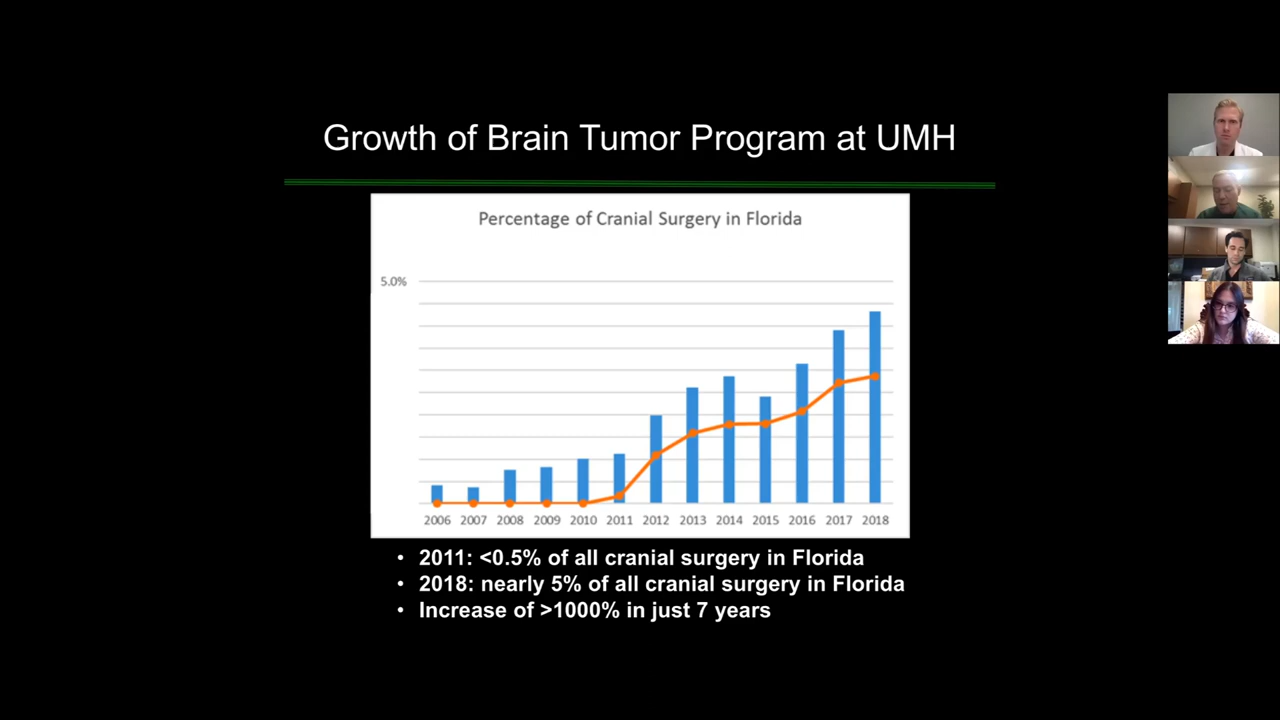 Growth of Brain Tumor Program at UMH
Percentage of Cranial Surgery in Florida
5.0%
2006 2007 2008 2009 2010 2011 2012 2013 2014 2015 2016 2017 2018
• 2011: <0.5% of all cranial surgery in Florida
• 2018: nearly 5% of all cranial surgery in Florida
• Increase of >1000% in just 7 years